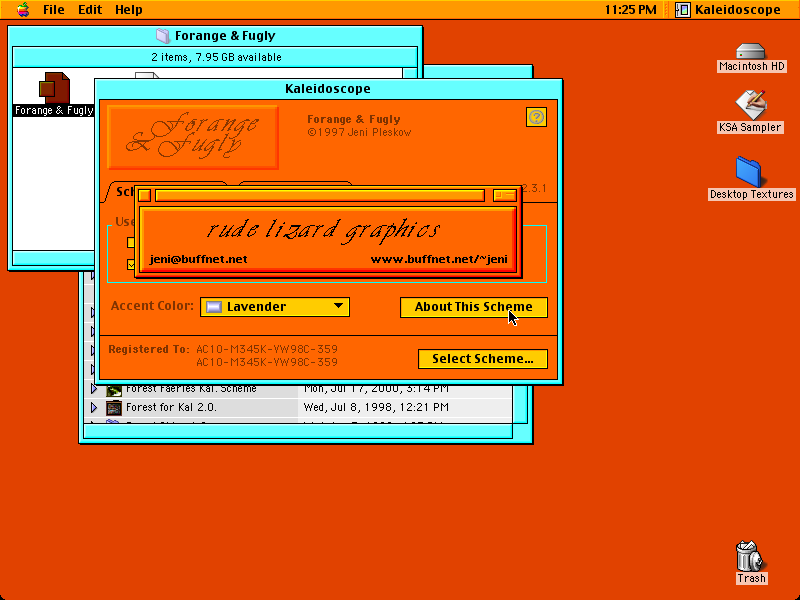 File Edit Help
11:25 PM
Kaleidoscope
Forange & Fugly
2 items, 7.95 GB available
Forange & Fugly
Kaleidoscope
Forange
& Fugly
Forange & Fugly
©1997 Jeni Pleskow
?
2.3.1
rude lizard graphics
jeni@buffnet.net
www.buffnet.net/~jeni
Accent Color:
Lavender
About This Scheme
Registered To:
AC10-M345K-YW98C-359
AC10-M345K-YW98C-359
Select Scheme...
Forest Faeries Kal. Scheme
Mon, Jul 17, 2000, 3:14 PM
Forest for Kal 2.0.
Wed, Jul 8, 1998, 12:21 PM
Macintosh HD
KSA Sampler
Desktop Textures
Trash